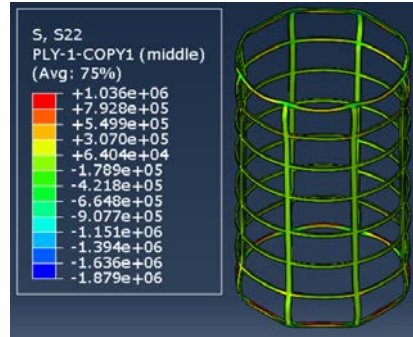 S, S22
PLY-1-COPY1 (middle)
(Avg: 75%)
+1.036e+06
+7.928e+05
+5.499e+05
+3.070e+05
+6.404e+04
-1.789e+05
-4.218e+05
-6.648e+05
-9.077e+05
-1.151e+06
-1.394e+06
-1.636e+06
-1.879e+06